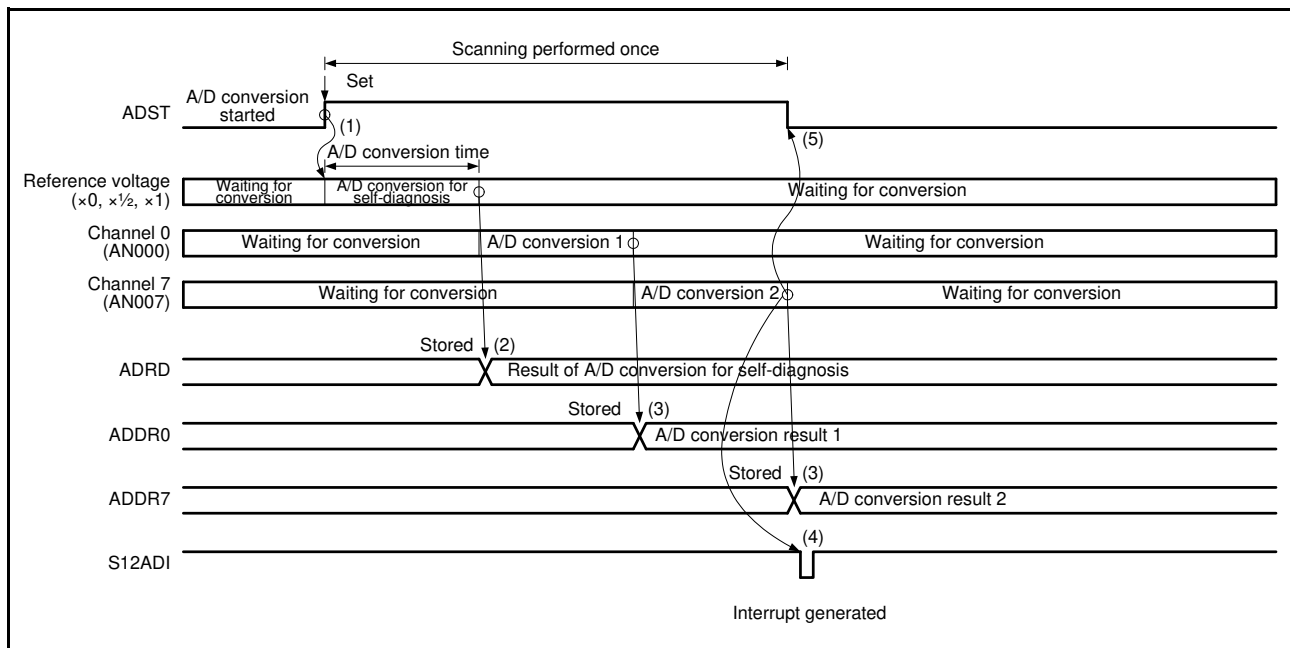 Scanning performed once
Set
ADST
A/D conversion
started
(1)
(5)
A/D conversion time
Reference voltage
(×0, ×½, ×1)
Waiting for
conversion
A/D conversion for
self-diagnosis
Waiting for conversion
Channel 0
(AN000)
Waiting for conversion
A/D conversion 1
Waiting for conversion
Channel 7
(AN007)
Waiting for conversion
A/D conversion 2
Waiting for conversion
Stored
(2)
ADRD
Result of A/D conversion for self-diagnosis
Stored
(3)
ADDR0
A/D conversion result 1
Stored
(3)
ADDR7
A/D conversion result 2
(4)
S12ADI
Interrupt generated